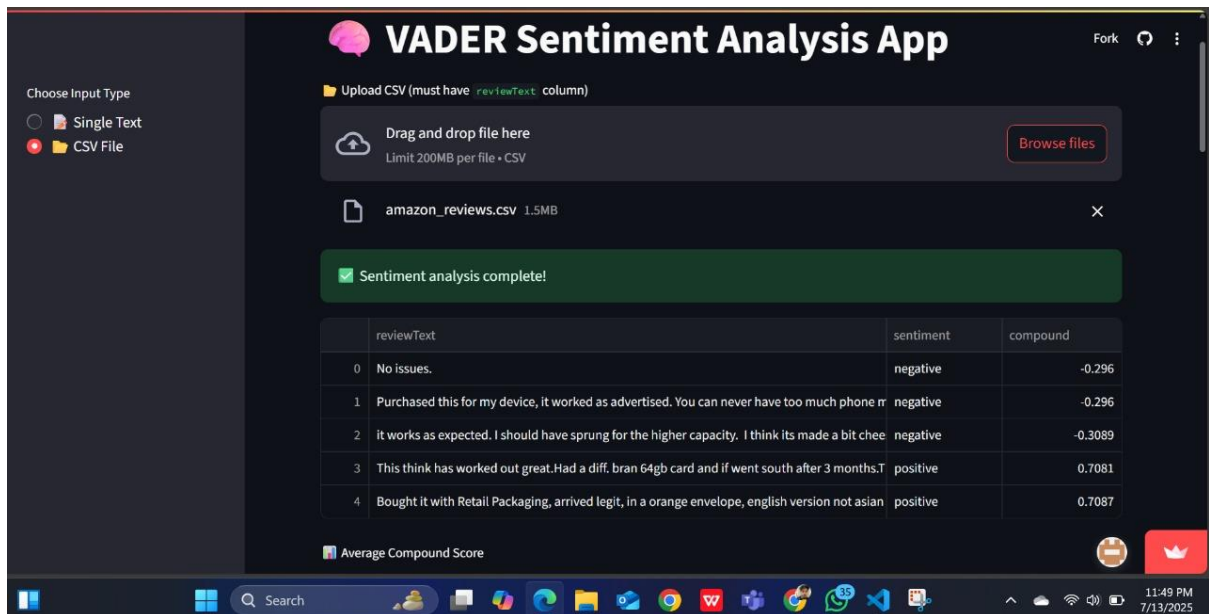 VADER Sentiment Analysis App
Fork
Choose Input Type
Single Text
CSV File
Upload CSV (must have reviewText column)
Drag and drop file here
Limit 200MB per file • CSV
Browse files
amazon_reviews.csv 1.5MB
Sentiment analysis complete!
reviewText sentiment compound
0 No issues. negative -0.296
1 Purchased this for my device, it worked as advertised. You can never have too much phone m negative -0.296
2 it works as expected. I should have sprung for the higher capacity. I think its made a bit chee negative -0.3089
3 This think has worked out great.Had a diff. bran 64gb card and if went south after 3 months.T positive 0.7081
4 Bought it with Retail Packaging, arrived legit, in a orange envelope, english version not asian positive 0.7087
Average Compound Score
Search
35
11:49 PM
7/13/2025